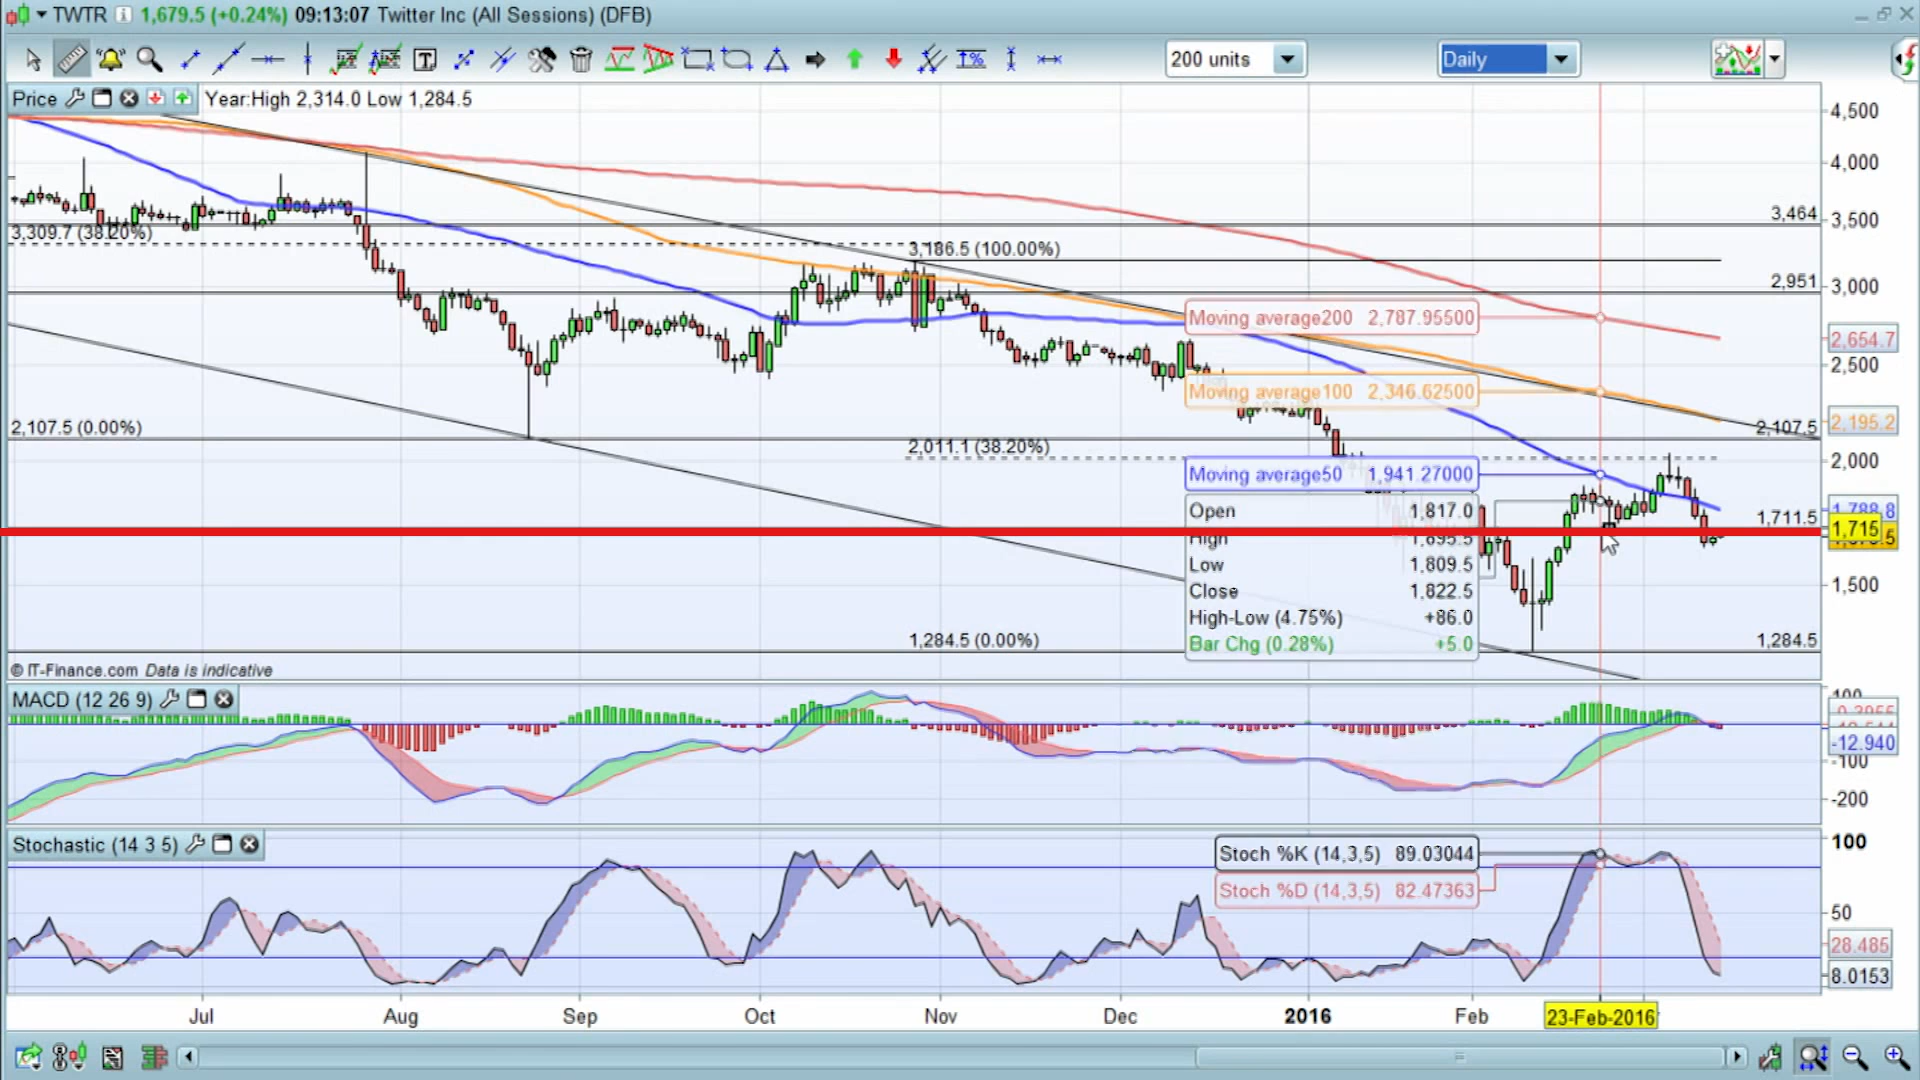 TWTR 1,679.5 (+0.24%) 09:13:07 Twitter Inc (All Sessions) (DFB)
200 units
Daily
Price Year:High 2,314.0 Low 1,284.5
4,500
4,000
3,464
3,500
3,309.7 (38.20%)
3,186.5 (100.00%)
2,951
3,000
Moving average200 2,787.95500
2,654.7
2,500
Moving average100 2,346.62500
2,107.5
2,195.2
2,107.5 (0.00%)
2,011.1 (38.20%)
2,000
Moving average50 1,941.27000
Open 1,817.0
1,711.5
1,788.8
1,715
High 1,895.5
Low 1,809.5
1,500
Close 1,822.5
High-Low (4.75%) +86.0
1,284.5 (0.00%)
Bar Chg (0.28%) +5.0
1,284.5
© IT-Finance.com Data is indicative
MACD (12 26 9)
100
-12.940
-100
-200
Stochastic (14 3 5)
100
Stoch %K (14,3,5) 89.03044
Stoch %D (14,3,5) 82.47363
50
28.485
8.0153
Jul Aug Sep Oct Nov Dec 2016 Feb 23-Feb-2016